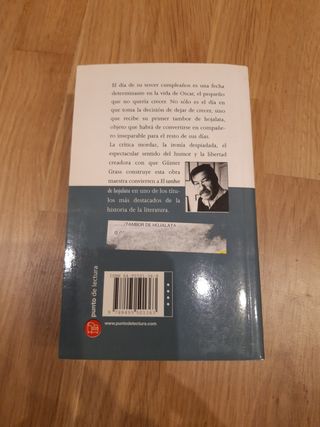 El día de su tercer cumpleaños es una fecha
determinante en la vida de Oscar, el pequeño
que no quería crecer. No sólo es el día en
que toma la decisión de dejar de crecer, sino
que recibe su primer tambor de hojalata,
objeto que habrá de convertirse en compañe-
ro inseparable para el resto de sus días.
La crítica mordaz, la ironía despiadada, el
espectacular sentido del humor y la libertad
creadora con que Günter
Grass construye esta obra
maestra convierten a El tambor
de hojalata en uno de los títu-
los más destacados de la
historia de la literatura.
TAMBOR DE HOJALATA
punto de lectura
www.puntodelectura.com